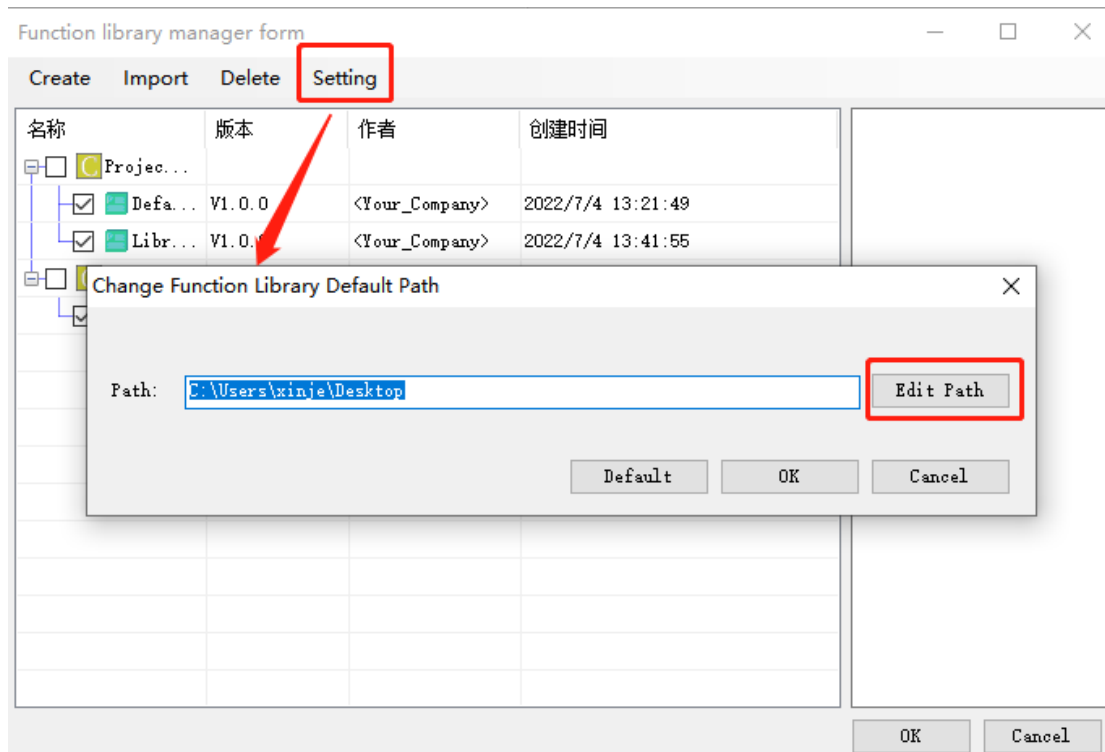 Function library manager form
Create Import Delete Setting
名称 版本 作者 创建时间
Projec...
Defa... V1.0.0 <Your_Company> 2022/7/4 13:21:49
Libr... V1.0. <Your_Company> 2022/7/4 13:41:55
Change Function Library Default Path
Path: C:\Users\xinje\Desktop Edit Path
Default OK Cancel
OK Cancel